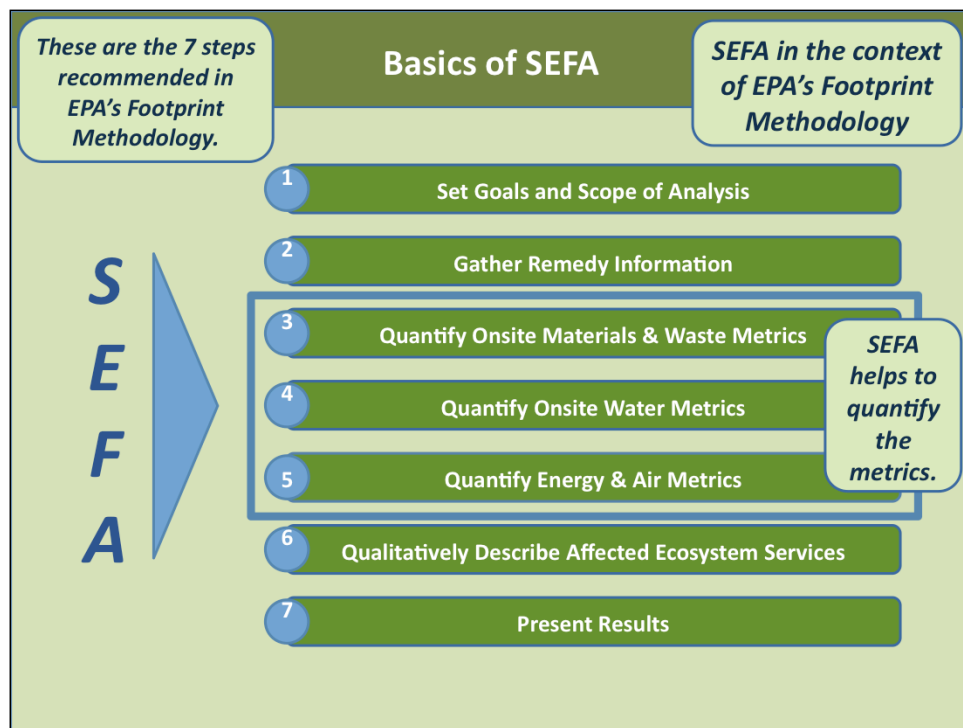 These are the 7 steps
recommended in
EPA's Footprint
Methodology.
Basics of SEFA
SEFA in the context
of EPA's Footprint
Methodology
1
Set Goals and Scope of Analysis
2
Gather Remedy Information
3
Quantify Onsite Materials & Waste Metrics
4
Quantify Onsite Water Metrics
5
Quantify Energy & Air Metrics
6
Qualitatively Describe Affected Ecosystem Services
7
Present Results
S
E
F
A
SEFA
helps to
quantify
the
metrics.